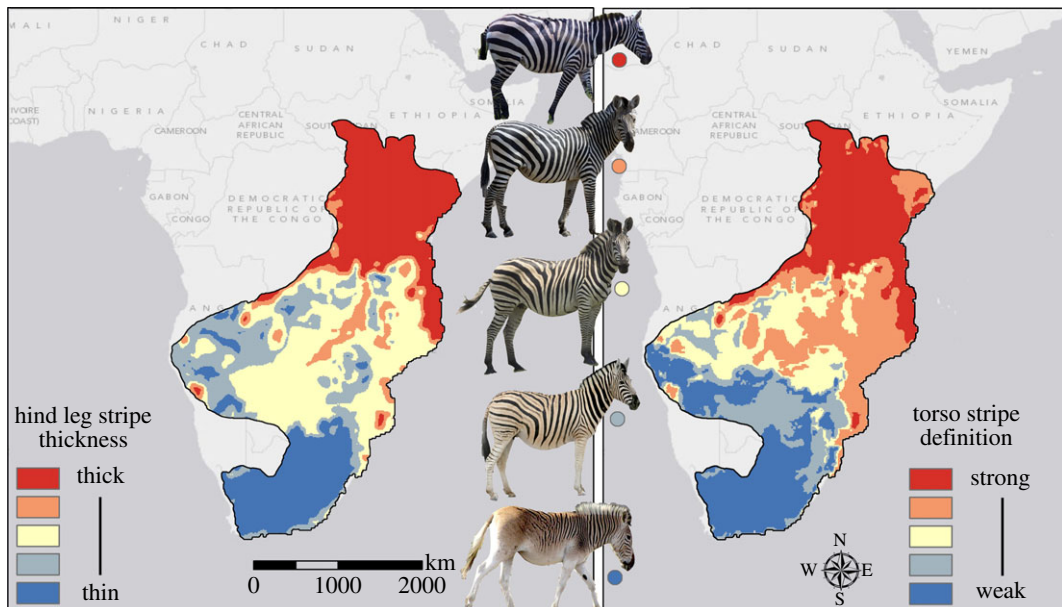 MALI
NIGER
CHAD
SUDAN
NIGERIA
CENTRAL
AFRICAN
REPUBLIC
ETHIOPIA
SOMALIA
CAMEROON
GABON
CONGO
DEMOCRATIC
REPUBLIC OF
THE CONGO
hind leg stripe
thickness
thick
thin
km
0 1000 2000
SUDAN
YEMEN
SOMALIA
ETHIOPIA
CENTRAL
AFRICAN
REPUBLIC
CAMEROON
GABON
CONGO
DEMOCRATIC
REPUBLIC OF
THE CONGO
torso stripe
definition
strong
weak
N
W E
S